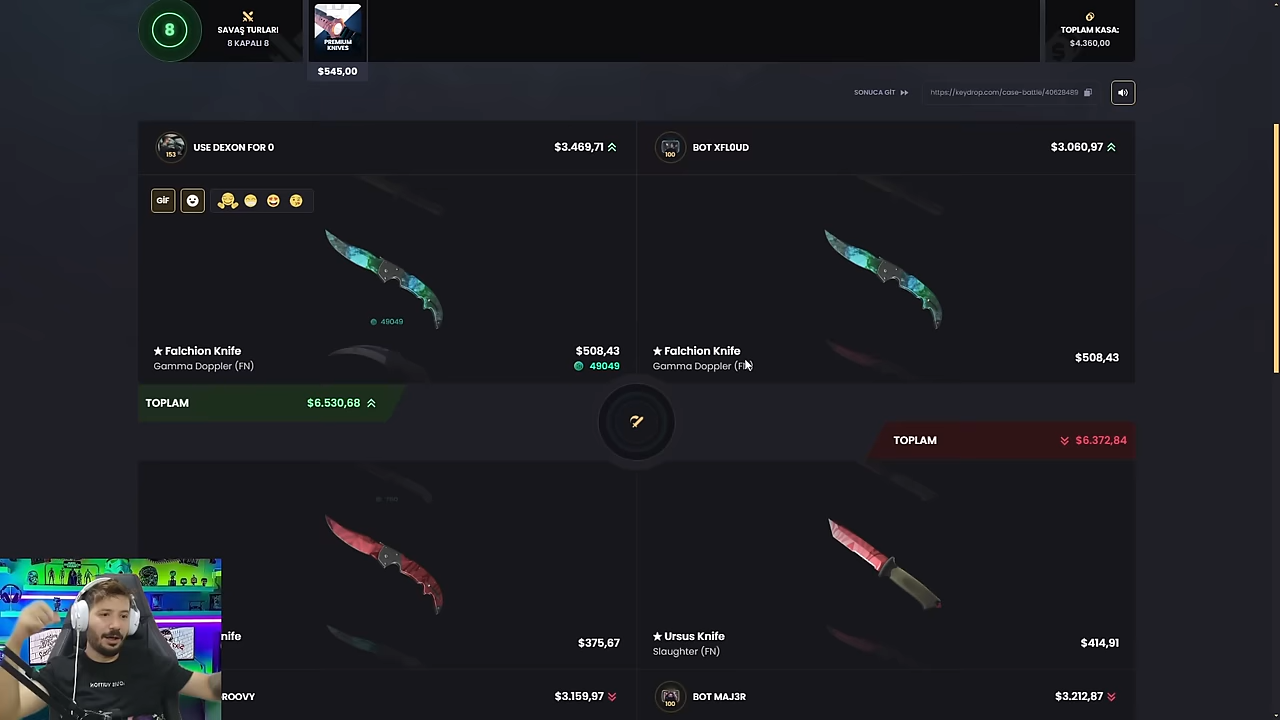 8
SAVAŞ TURLARI
8 KAPALI 8
PREMIUM
KNIVES
$545,00
TOPLAM KASA:
$4.360,00
SONUCA GİT
https://keydrop.com/case-battle/40628489
153
USE DEXON FOR 0
$3.469,71
100
BOT XFL0UD
$3.060,97
GIF
49049
★ Falchion Knife
Gamma Doppler (FN)
$508,43
49049
★ Falchion Knife
Gamma Doppler (FN)
$508,43
TOPLAM
$6.530,68
TOPLAM
$6.372,84
nife
$375,67
★ Ursus Knife
Slaughter (FN)
$414,91
ROOVY
$3.159,97
100
BOT MAJ3R
$3.212,87